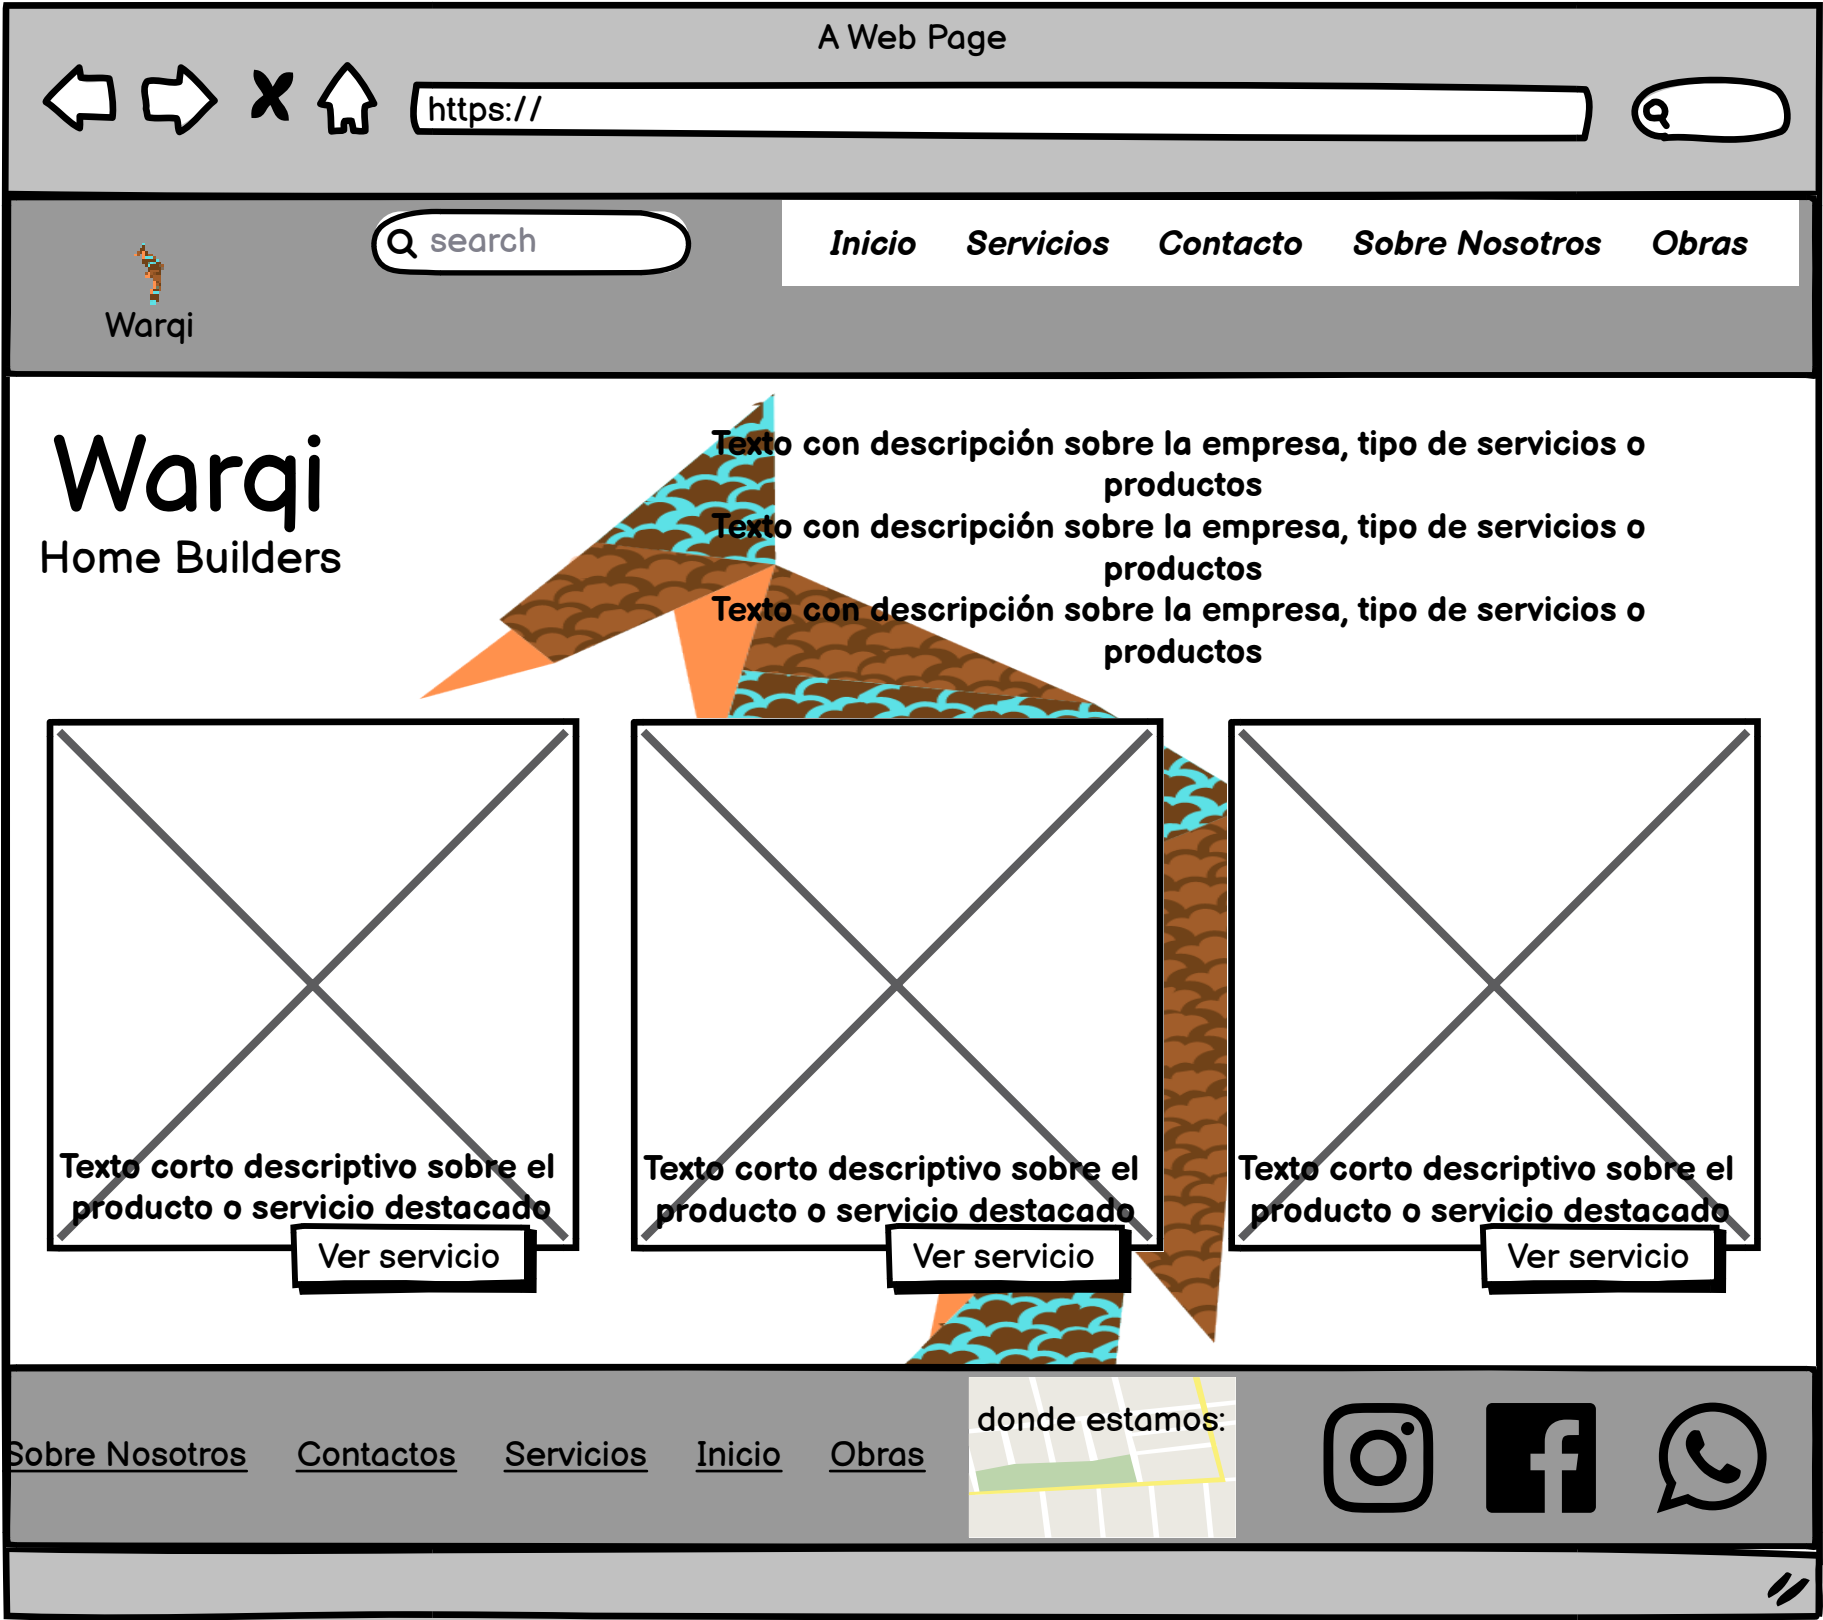 A Web Page
https://
search
Inicio Servicios Contacto Sobre Nosotros Obras
Warqi
Warqi
Home Builders
Texto con descripción sobre la empresa, tipo de servicios o
productos
Texto con descripción sobre la empresa, tipo de servicios o
productos
Texto con descripción sobre la empresa, tipo de servicios o
productos
Texto corto descriptivo sobre el
producto o servicio destacado
Ver servicio
Texto corto descriptivo sobre el
producto o servicio destacado
Ver servicio
Texto corto descriptivo sobre el
producto o servicio destacado
Ver servicio
Sobre Nosotros Contactos Servicios Inicio Obras
donde estamos: